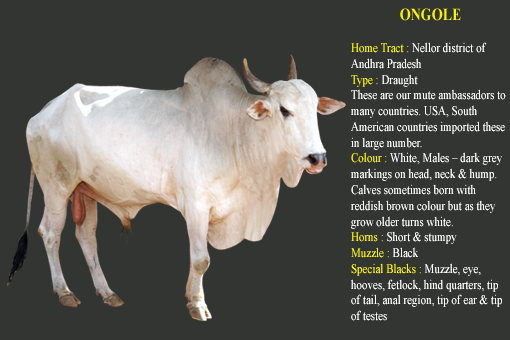 ONGOLE
Home Tract : Nellor district of
Andhra Pradesh
Type : Draught
These are our mute ambassadors to
many countries. USA, South
American countries imported these
in large number.
Colour : White, Males – dark grey
markings on head, neck & hump.
Calves sometimes born with
reddish brown colour but as they
grow older turns white.
Horns : Short & stumpy
Muzzle : Black
Special Blacks : Muzzle, eye,
hooves, fetlock, hind quarters, tip
of tail, anal region, tip of ear & tip
of testes